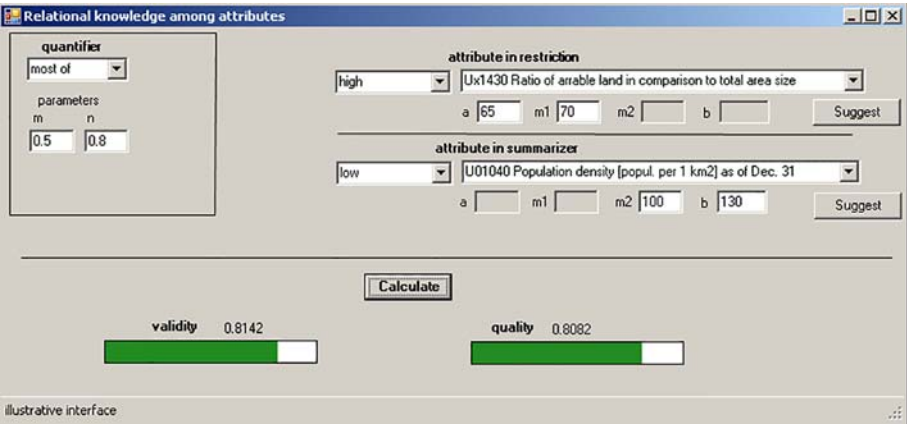 Relational knowledge among attributes
quantifier
most of
parameters
m n
0.5 0.8
attribute in restriction
high Ux1430 Ratio of arrable land in comparison to total area size
a 65 m1 70 m2 b Suggest
attribute in summarizer
low U01040 Population density [popul. per 1 km2] as of Dec. 31
a m1 m2 100 b 130 Suggest
Calculate
validity 0.8142 quality 0.8082
illustrative interface